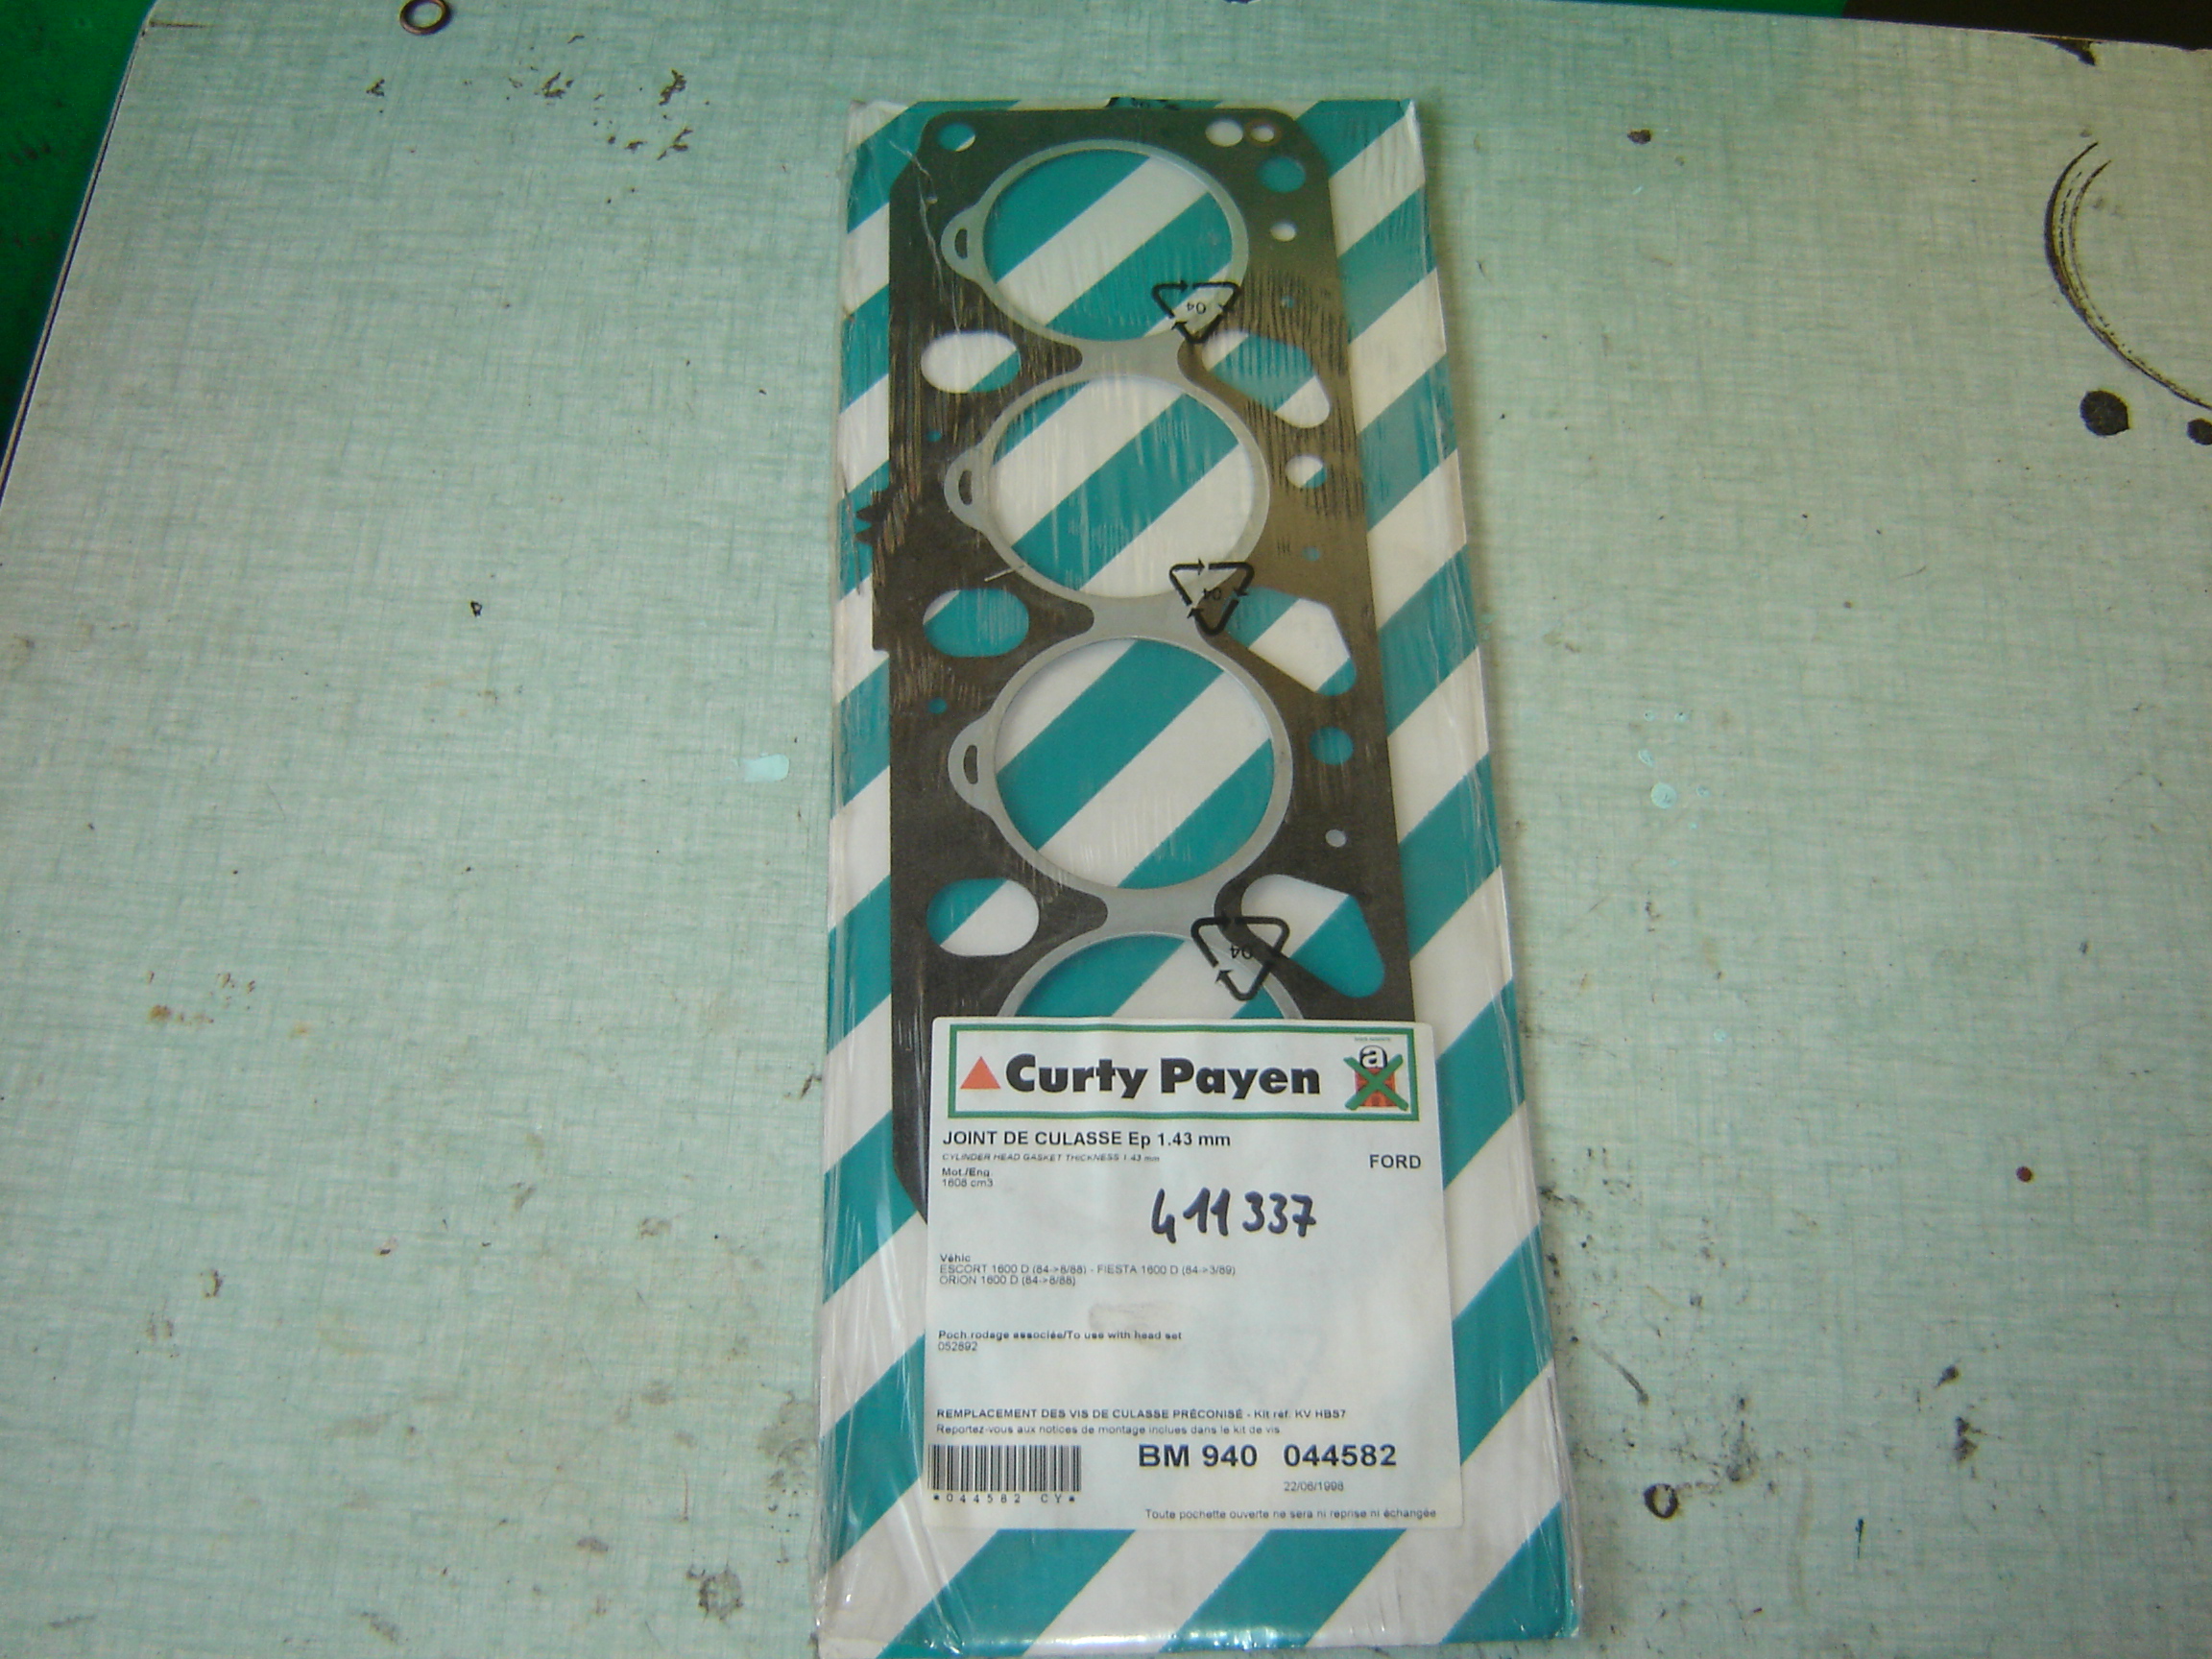 04
04
04
Curty Payen
a
JOINT DE CULASSE Ep 1.43 mm
CYLINDER HEAD GASKET THICKNESS 1.43 mm
FORD
Mot./Eng
1608 cm3
411337
Véhic
ESCORT 1600 D (84->8/88) - FIESTA 1600 D (84->3/89)
ORION 1600 D (84->8/88)
Poch.rodage associée/To use with head set
052892
REMPLACEMENT DES VIS DE CULASSE PRÉCONISÉ - Kit réf. KV HBS7
Reportez-vous aux notices de montage inclues dans le kit de vis
BM 940 044582
*044582 CY*
22/06/1998
Toute pochette ouverte ne sera ni reprise ni échangée